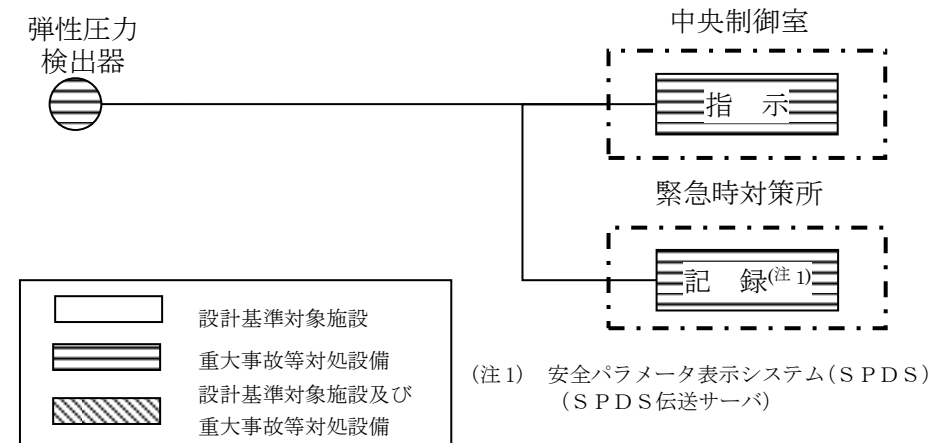 弾性圧力
検出器
中央制御室
指 示
緊急時対策所
記 録(注 1)
設計基準対象施設
重大事故等対処設備
設計基準対象施設及び
重大事故等対処設備
(注 1) 安全パラメータ表示システム(ＳＰＤＳ)
(ＳＰＤＳ伝送サーバ)